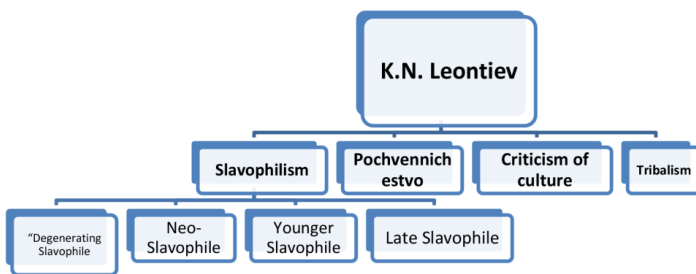 K.N. Leontiev
Slavophilism
Pochvennich
estvo
Criticism of
culture
Tribalism
"Degenerating
Slavophile
Neo-
Slavophile
Younger
Slavophile
Late Slavophile